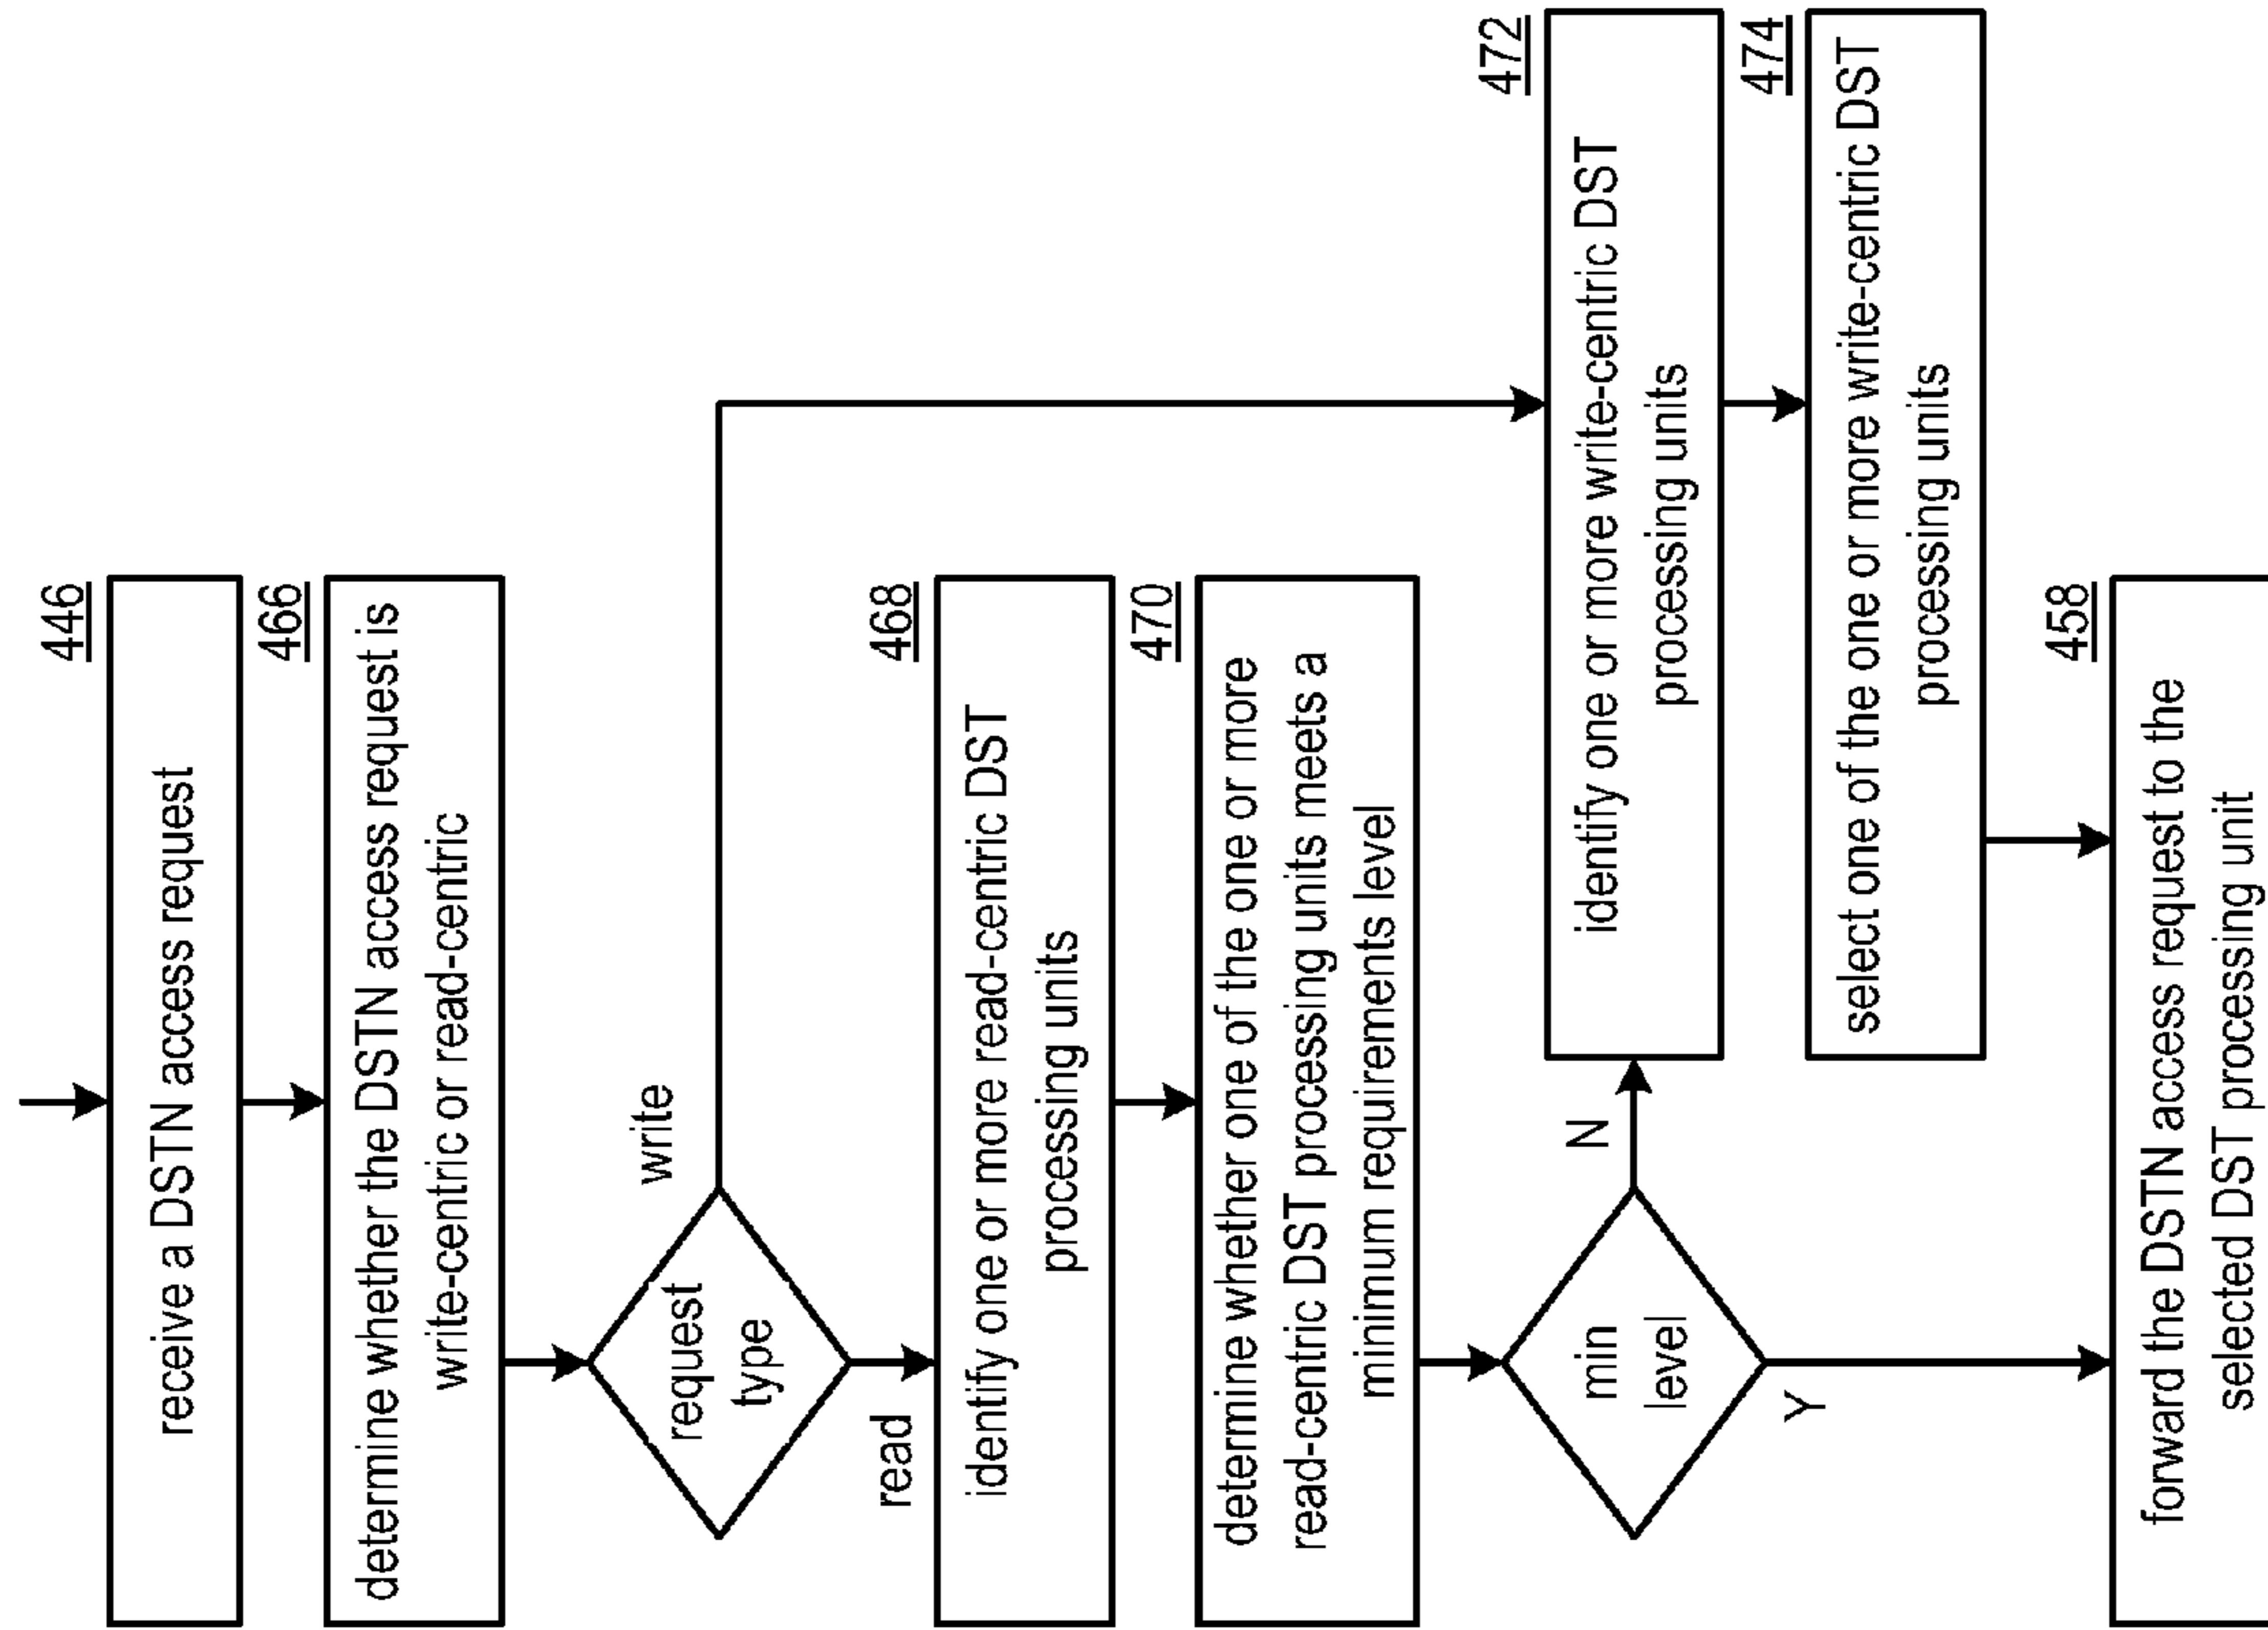 446
receive a DSTN access request
466
determine whether the DSTN access request is
write-centric or read-centric
request
type
write
read
468
identify one or more read-centric DST
processing units
470
determine whether one of the one or more
read-centric DST processing units meets a
minimum requirements level
min
level
N
Y
472
identify one or more write-centric DST
processing units
474
select one of the one or more write-centric DST
processing units
458
forward the DSTN access request to the
selected DST processing unit